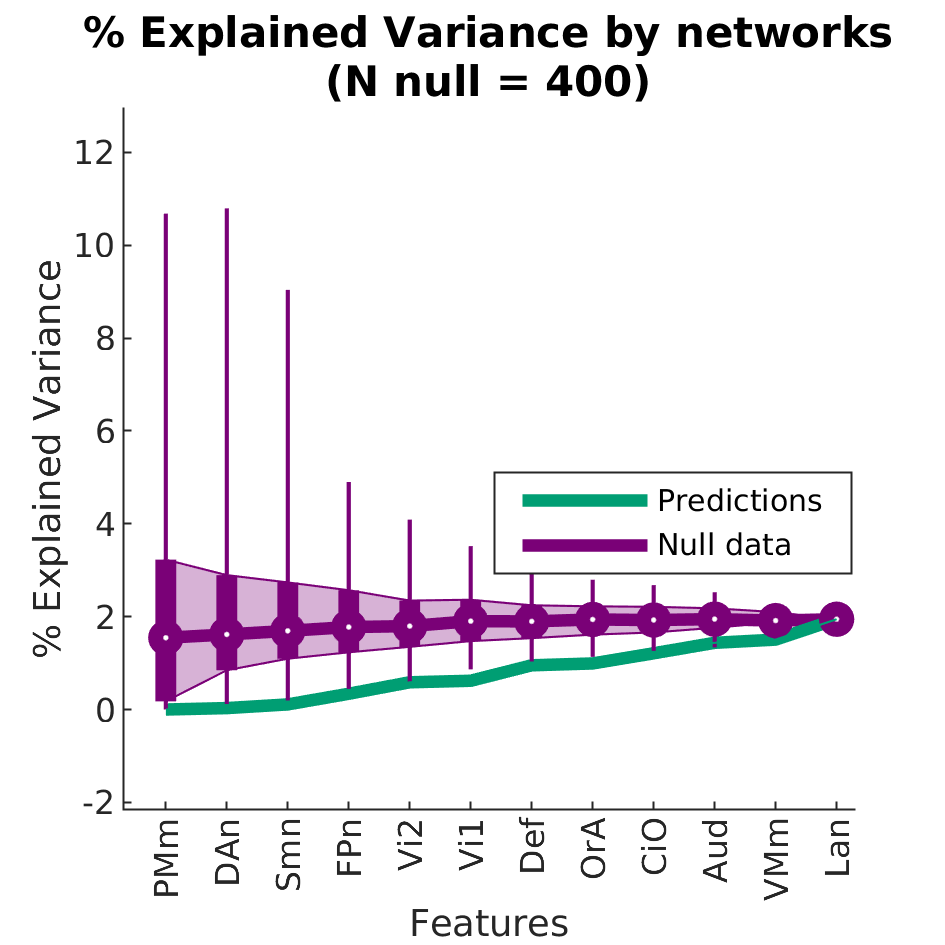 % Explained Variance by networks
(N null = 400)
% Explained Variance
12
10
8
6
4
2
0
-2
Predictions
Null data
PMm
DAn
Smn
FPn
Vi2
Vi1
Def
OrA
CiO
Aud
VMm
Lan
Features